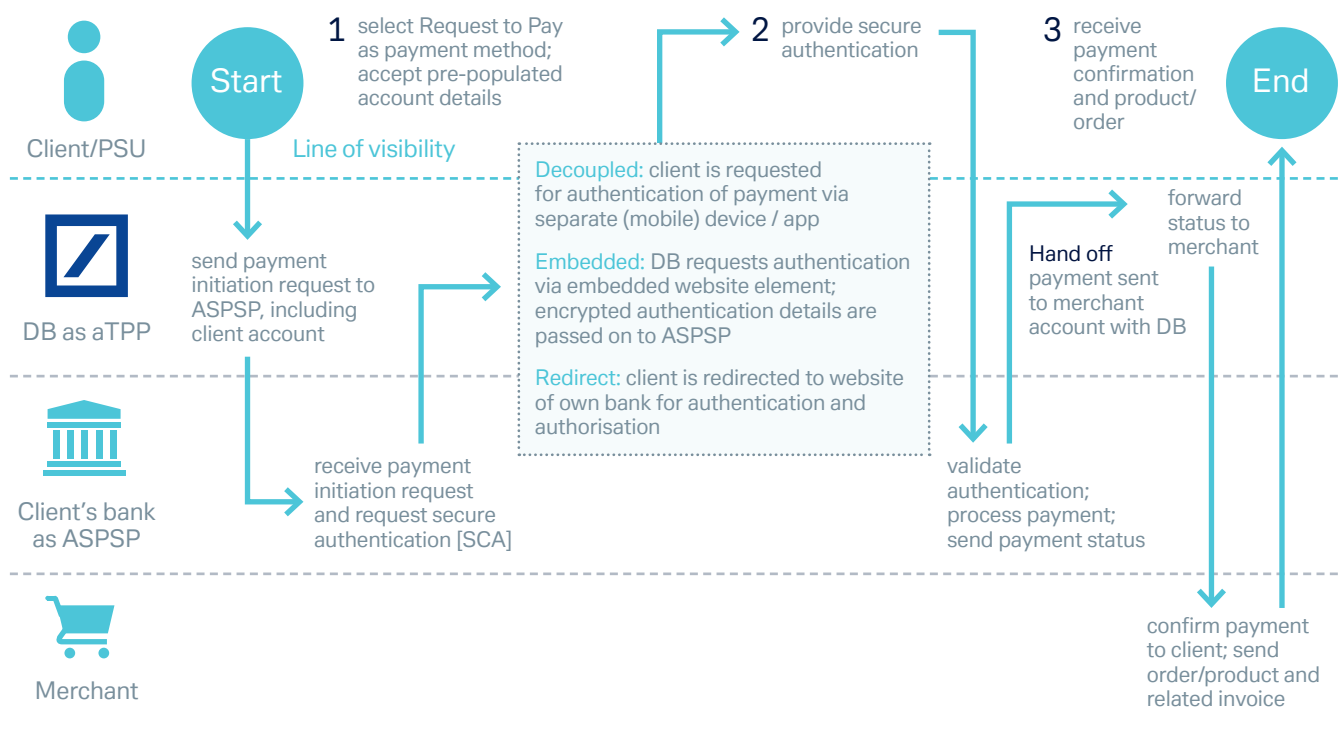 Client/PSU
Start
1 select Request to Pay
as payment method;
accept pre-populated
account details
2 provide secure
authentication
3 receive
payment
confirmation
and product/
order
End
Line of visibility
DB as aTPP
send payment
initiation request to
ASPSP, including
client account
Decoupled: client is requested
for authentication of payment via
separate (mobile) device / app
Embedded: DB requests authentication
via embedded website element;
encrypted authentication details are
passed on to ASPSP
Redirect: client is redirected to website
of own bank for authentication and
authorisation
forward
status to
merchant
Hand off
payment sent
to merchant
account with DB
Client's bank
as ASPSP
receive payment
initiation request
and request secure
authentication [SCA]
validate
authentication;
process payment;
send payment status
Merchant
confirm payment
to client; send
order/product and
related invoice